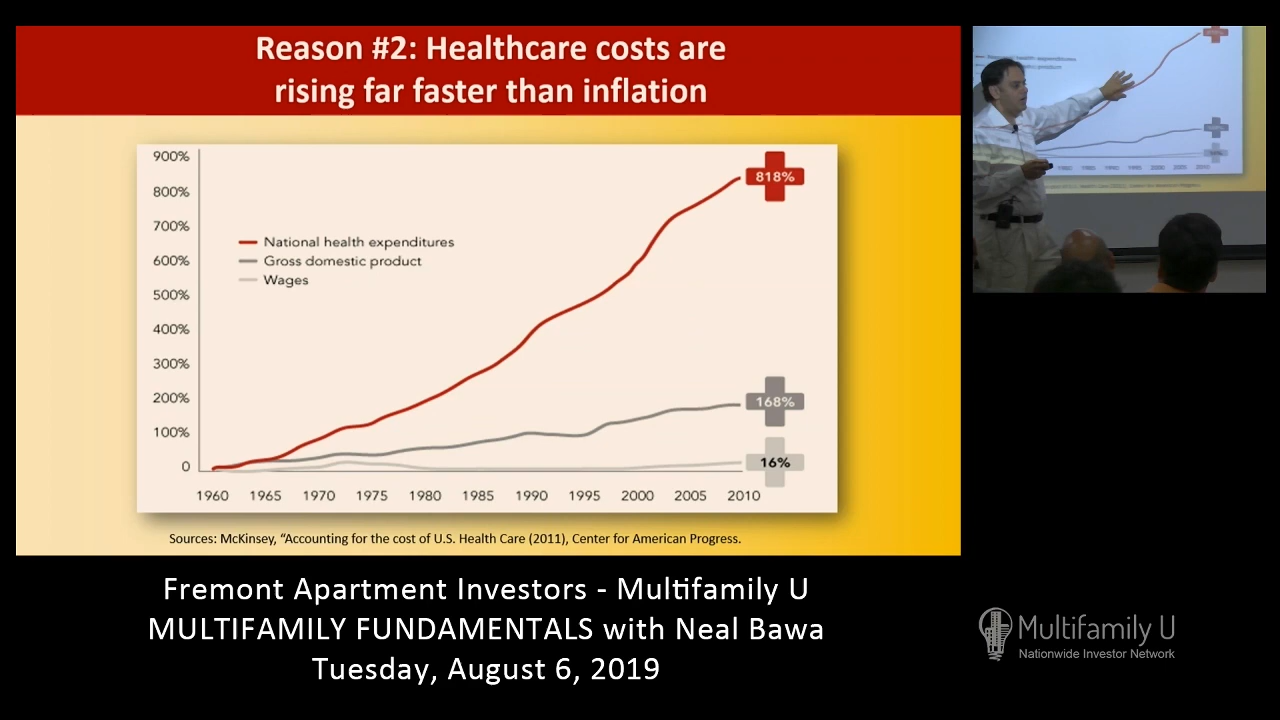 Reason #2: Healthcare costs are
rising far faster than inflation
900%
800%
700%
600%
500%
400%
300%
200%
100%
0
National health expenditures
Gross domestic product
Wages
818%
168%
16%
1960 1965 1970 1975 1980 1985 1990 1995 2000 2005 2010
Sources: McKinsey, “Accounting for the cost of U.S. Health Care (2011), Center for American Progress.
Fremont Apartment Investors - Multifamily U
MULTIFAMILY FUNDAMENTALS with Neal Bawa
Tuesday, August 6, 2019
Multifamily U
Nationwide Investor Network